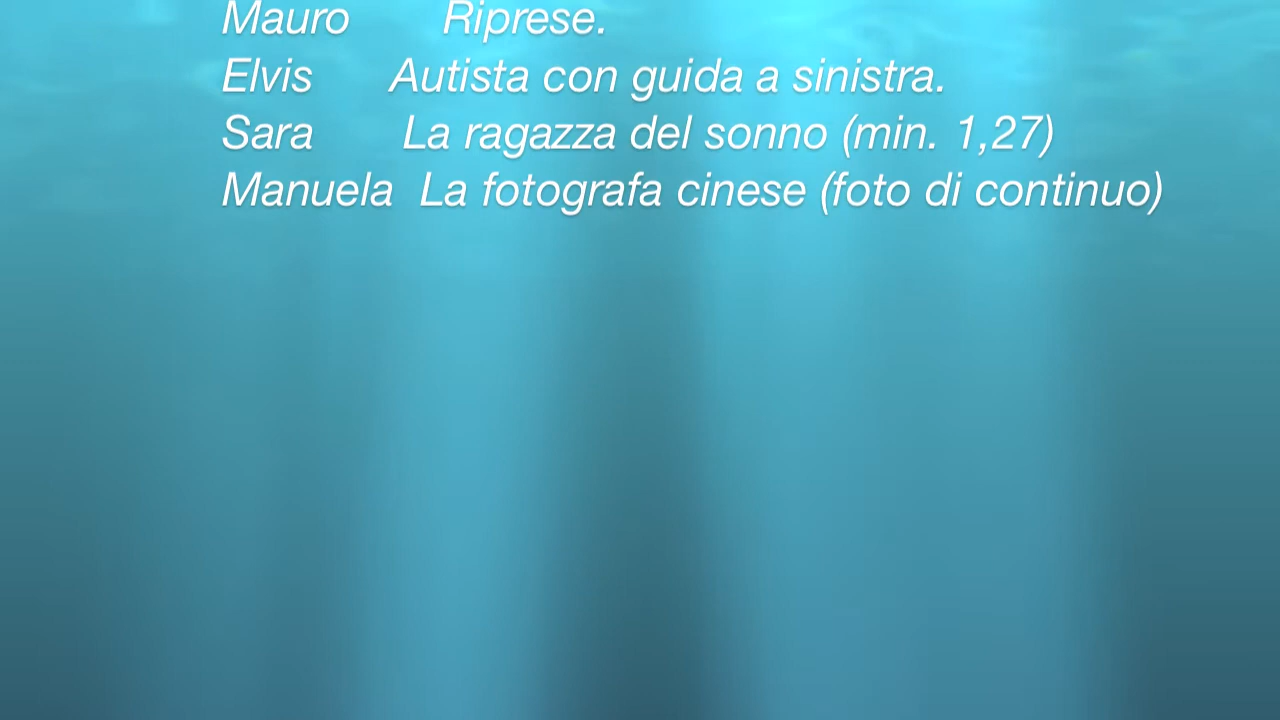 Mauro Riprese.
Elvis Autista con guida a sinistra.
Sara La ragazza del sonno (min. 1,27)
Manuela La fotografa cinese (foto di continuo)